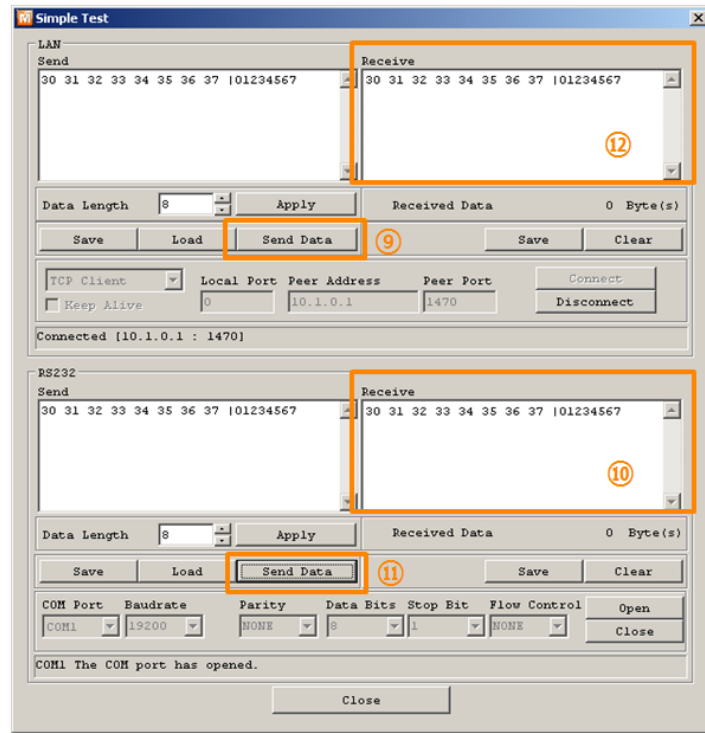 Simple Test
LAN
Send
Receive
30 31 32 33 34 35 36 37 |01234567
30 31 32 33 34 35 36 37 |01234567
⑫
Data Length 8 Apply Received Data 0 Byte(s)
Save Load Send Data ⑨ Save Clear
TCP Client Local Port Peer Address Peer Port Connect
Keep Alive 0 10.1.0.1 1470 Disconnect
Connected [10.1.0.1 : 1470]
RS232
Send
Receive
30 31 32 33 34 35 36 37 |01234567
30 31 32 33 34 35 36 37 |01234567
⑩
Data Length 8 Apply Received Data 0 Byte(s)
Save Load Send Data ⑪ Save Clear
COM Port Baudrate Parity Data Bits Stop Bit Flow Control Open
COM1 19200 NONE 8 1 NONE Close
COM1 The COM port has opened.
Close